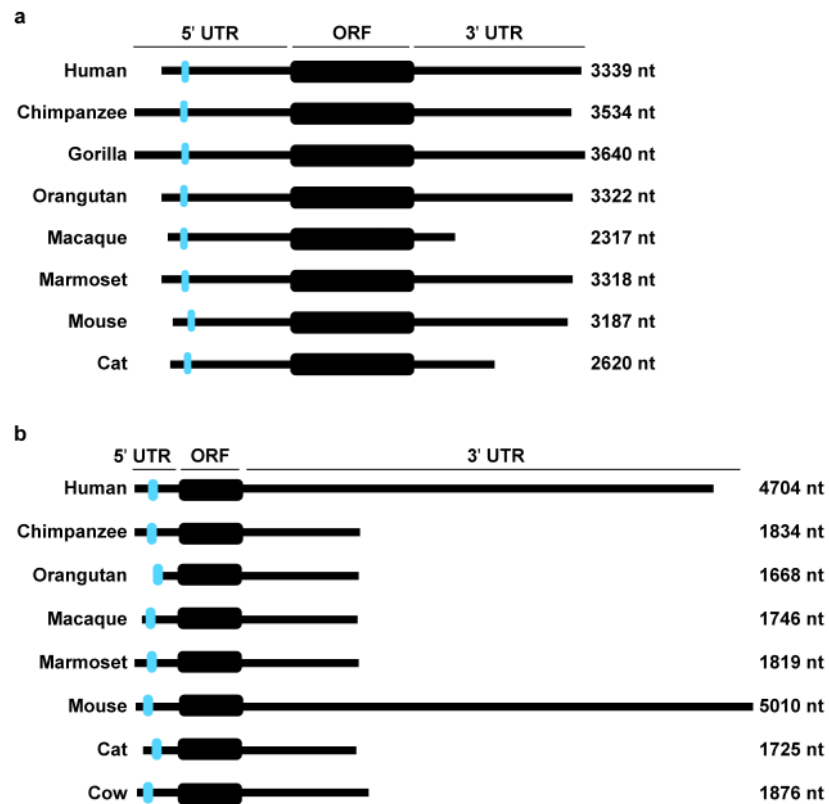 a
5' UTR ORF 3' UTR
Human 3339 nt
Chimpanzee 3534 nt
Gorilla 3640 nt
Orangutan 3322 nt
Macaque 2317 nt
Marmoset 3318 nt
Mouse 3187 nt
Cat 2620 nt
b
5' UTR ORF 3' UTR
Human 4704 nt
Chimpanzee 1834 nt
Orangutan 1668 nt
Macaque 1746 nt
Marmoset 1819 nt
Mouse 5010 nt
Cat 1725 nt
Cow 1876 nt